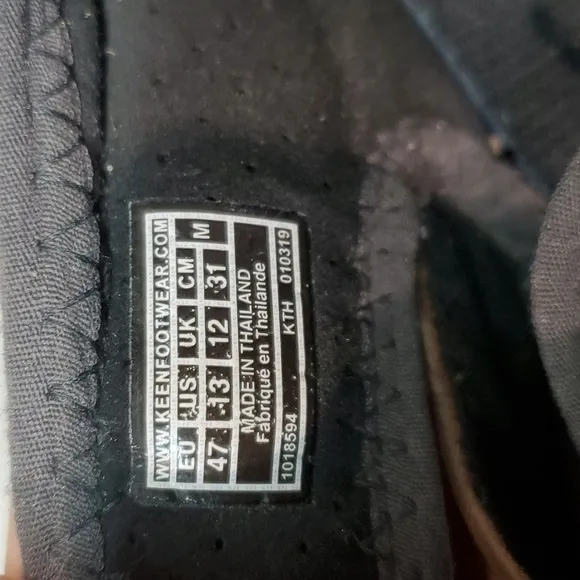 WWW.KEENFOOTWEAR.COM
EU US UK CM M
47 13 12 31
MADE IN THAILAND
Fabriqué en Thaïlande
1018594 KTH 010319